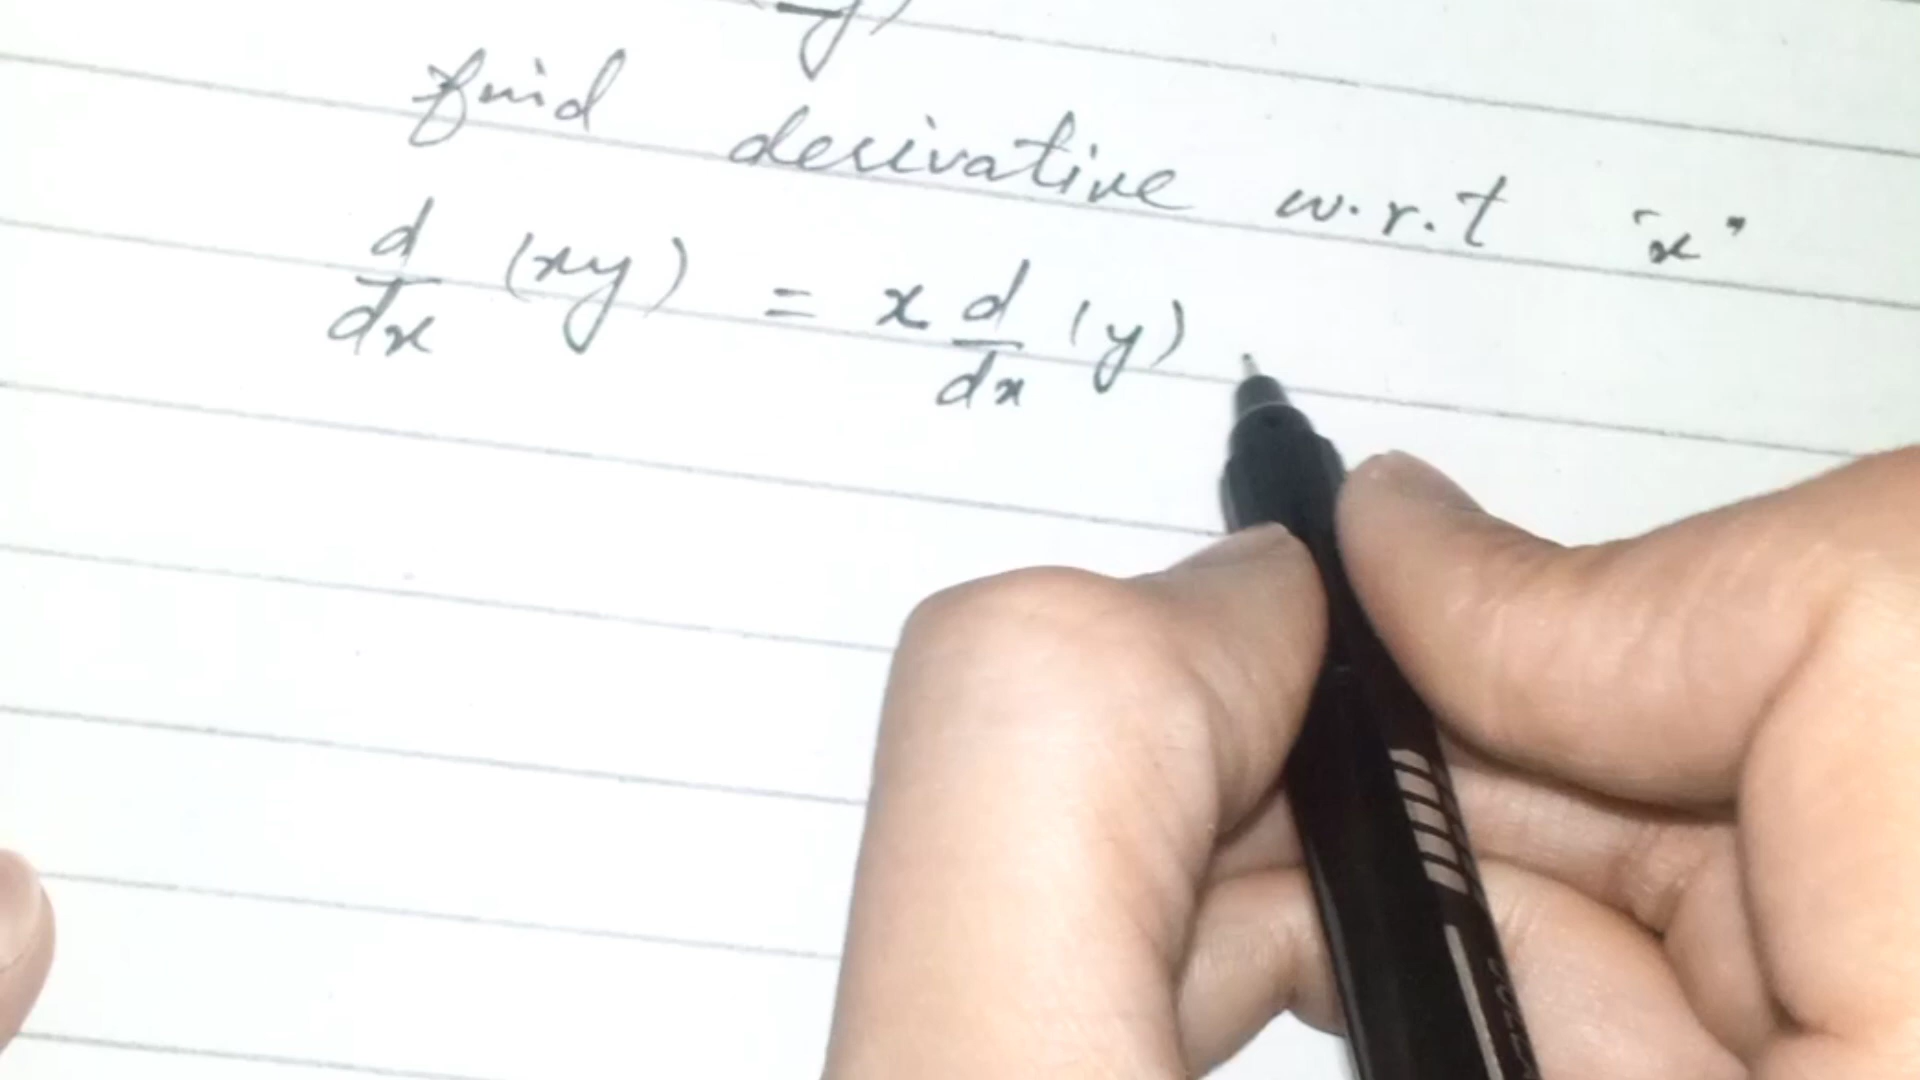 find derivative w.r.t "x"
d/dx (xy) = x d/dx (y)